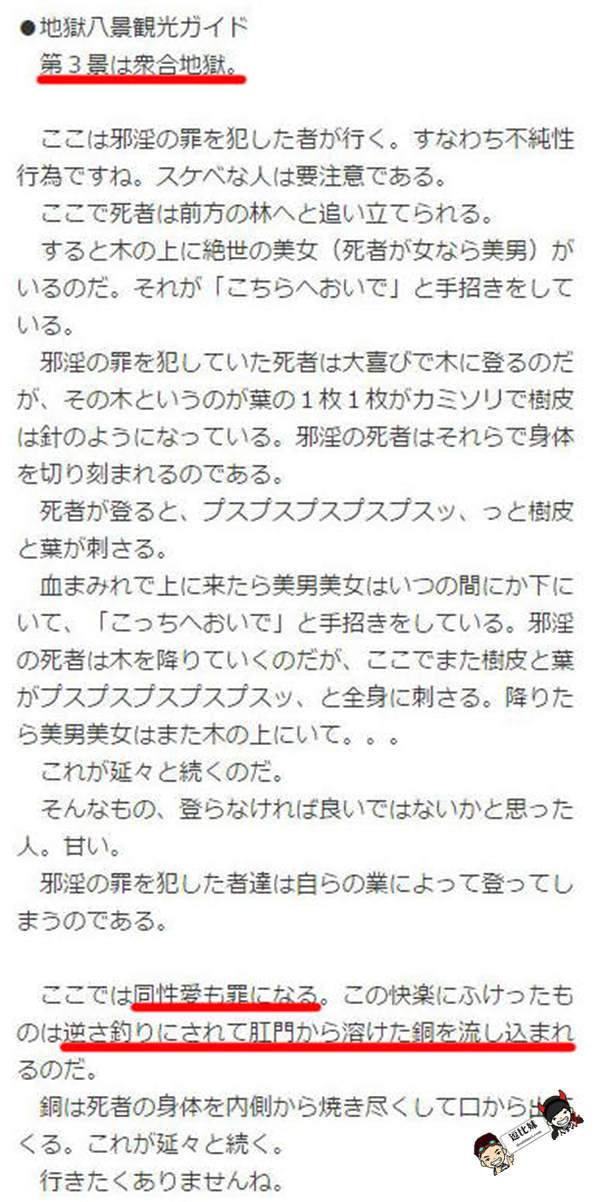 ●地獄八景観光ガイド
第3景は衆合地獄。
ここは邪淫の罪を犯した者が行く。すなわち不純性
行為ですね。スケベな人は要注意である。
ここで死者は前方の林へと追い立てられる。
すると木の上に絶世の美女（死者が女なら美男）が
いるのだ。それが「こちらへおいで」と手招きをして
いる。
邪淫の罪を犯していた死者は大喜びで木に登るのだ
が、その木というのが葉の１枚１枚がカミソリで樹皮
は針のようになっている。邪淫の死者はそれらで身体
を切り刻まれるのである。
死者が登ると、プスプスプスプスプスッ、っと樹皮
と葉が刺さる。
血まみれで上に来たら美男美女はいつの間にか下に
いて、「こっちへおいで」と手招きをしている。邪淫
の死者は木を降りていくのだが、ここでまた樹皮と葉
がプスプスプスプスプスッ、と全身に刺さる。降りた
ら美男美女はまた木の上にいて。。。
これが延々と続くのだ。
そんなもの、登らなければ良いではないかと思った
人。甘い。
邪淫の罪を犯した者達は自らの業によって登ってし
まうのである。
ここでは同性愛も罪になる。この快楽にふけったも
のは逆さ釣りにされて肛門から溶けた銅を流し込まれ
るのだ。
銅は死者の身体を内側から焼き尽くして口から出
くる。これが延々と続く。
行きたくありませんね。
逗比妹